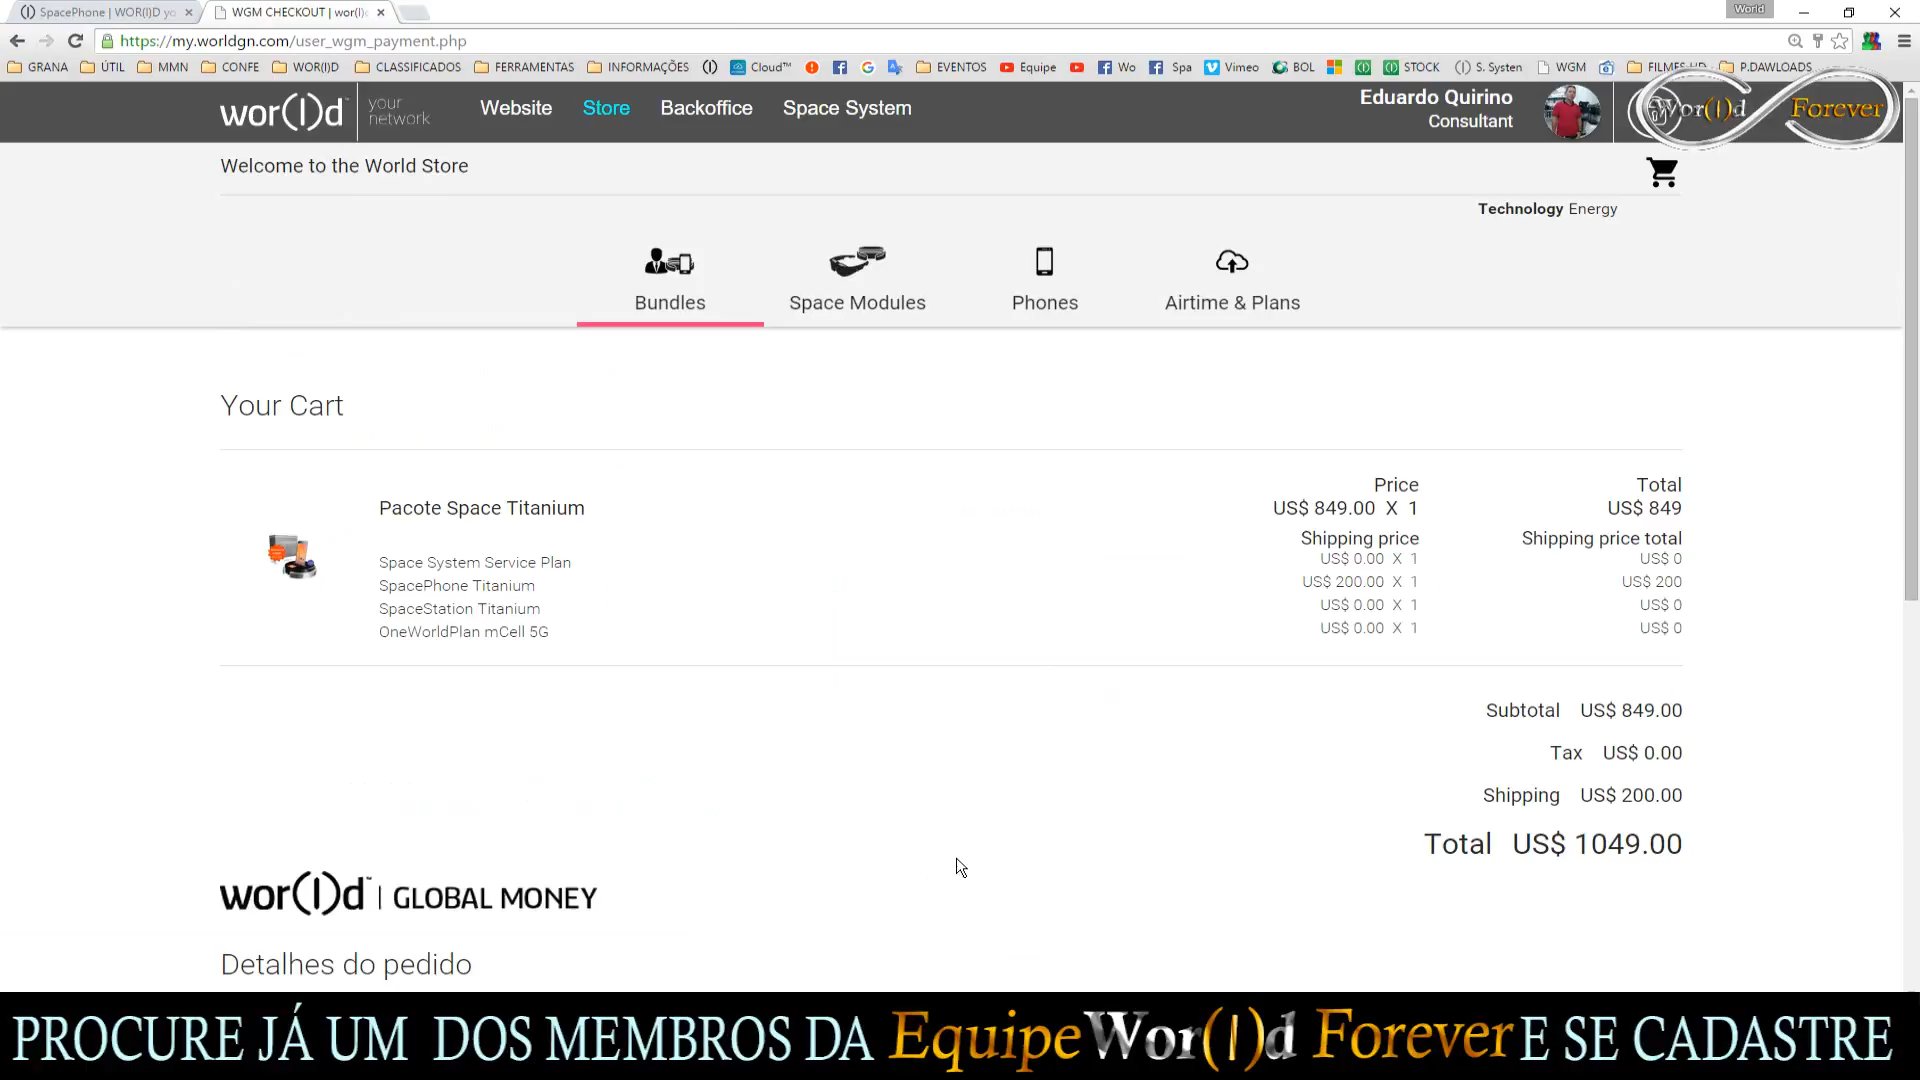 SpacePhone | WOR(I)D yo
WGM CHECKOUT | wor(l)
World
https://my.worldgn.com/user_wgm_payment.php
GRANA ÚTIL MMN CONFE WOR(I)D CLASSIFICADOS FERRAMENTAS INFORMAÇÕES Cloud™ EVENTOS Equipe Wo Spa Vimeo BOL STOCK S. Systen WGM FILMES HD P.DAWLOADS
wor(l)d™ your network Website Store Backoffice Space System Eduardo Quirino Wor(l)d Forever
Consultant
Welcome to the World Store
Technology Energy
Bundles Space Modules Phones Airtime & Plans
Your Cart
Price Total
Pacote Space Titanium US$ 849.00 X 1 US$ 849
Shipping price Shipping price total
Space System Service Plan US$ 0.00 X 1 US$ 0
SpacePhone Titanium US$ 200.00 X 1 US$ 200
SpaceStation Titanium US$ 0.00 X 1 US$ 0
OneWorldPlan mCell 5G US$ 0.00 X 1 US$ 0
Subtotal US$ 849.00
Tax US$ 0.00
Shipping US$ 200.00
Total US$ 1049.00
wor(l)d™ | GLOBAL MONEY
Detalhes do pedido
PROCURE JÁ UM DOS MEMBROS DA Equipe Wor(l)d Forever E SE CADASTRE